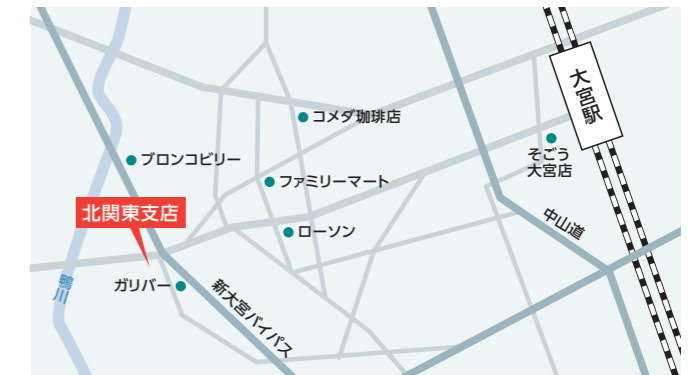 大宮駅
コメダ珈琲店
そごう
大宮店
ブロンコビリー
ファミリーマート
北関東支店
中山道
ローソン
鴨川
ガリバー
新大宮バイパス